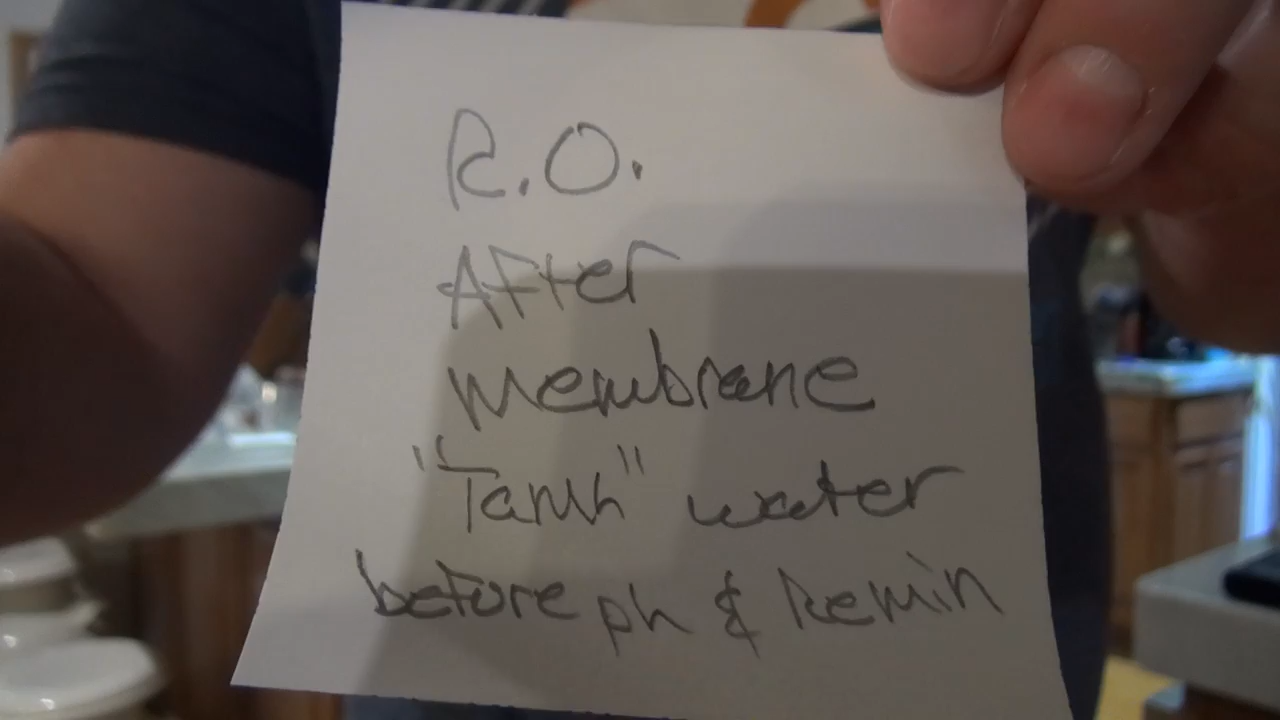 R.O.
After
Membrane
"Tank" water
before ph & Remin